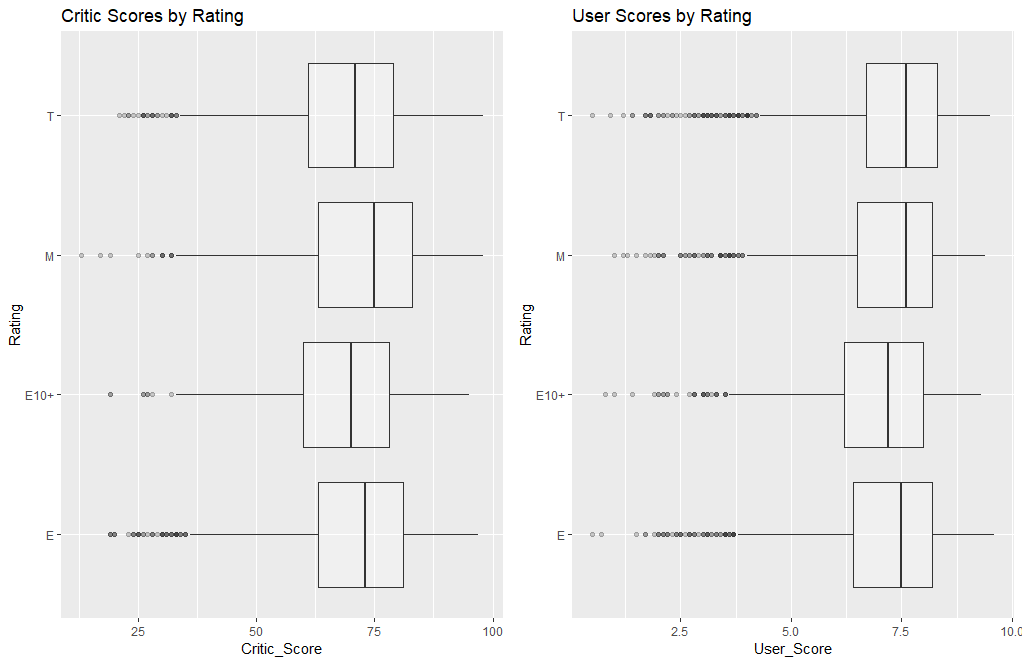 Critic Scores by Rating
T
M
E10+
E
Rating
25 50 75 100
Critic_Score
User Scores by Rating
T
M
E10+
E
Rating
2.5 5.0 7.5 10.0
User_Score